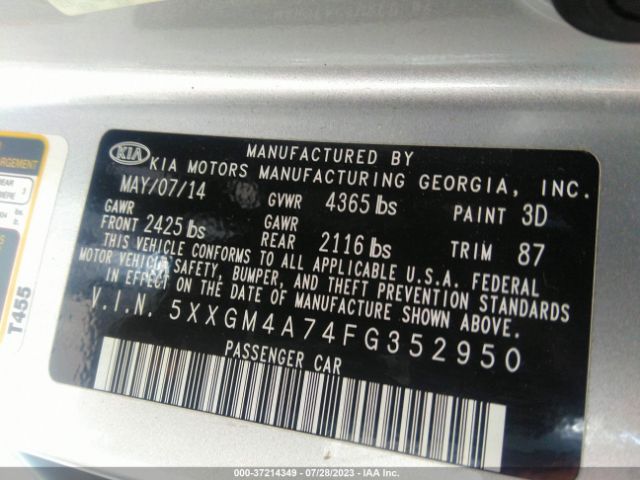 MANUFACTURED BY
KIA KIA MOTORS MANUFACTURING GEORGIA, INC.
MAY/07/14 GVWR 4365 lbs PAINT 3D
GAWR FRONT 2425 lbs GAWR REAR 2116 lbs TRIM 87
THIS VEHICLE CONFORMS TO ALL APPLICABLE U.S.A. FEDERAL
MOTOR VEHICLE SAFETY, BUMPER, AND THEFT PREVENTION STANDARDS
IN EFFECT ON THE DATE OF MANUFACTURE SHOWN ABOVE.
V.I.N. 5XXGM4A74FG352950
PASSENGER CAR
T455
000-37214349 - 07/28/2023 - IAA Inc.